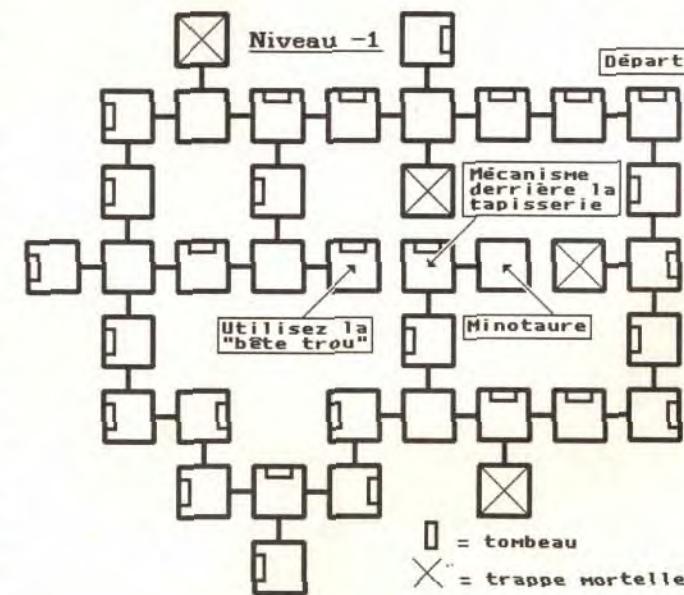 Niveau -1
Départ
Mécanisme
derrière la
tapisserie
Utilisez la
"bête trou"
Minotaure
= tombeau
= trappe mortelle